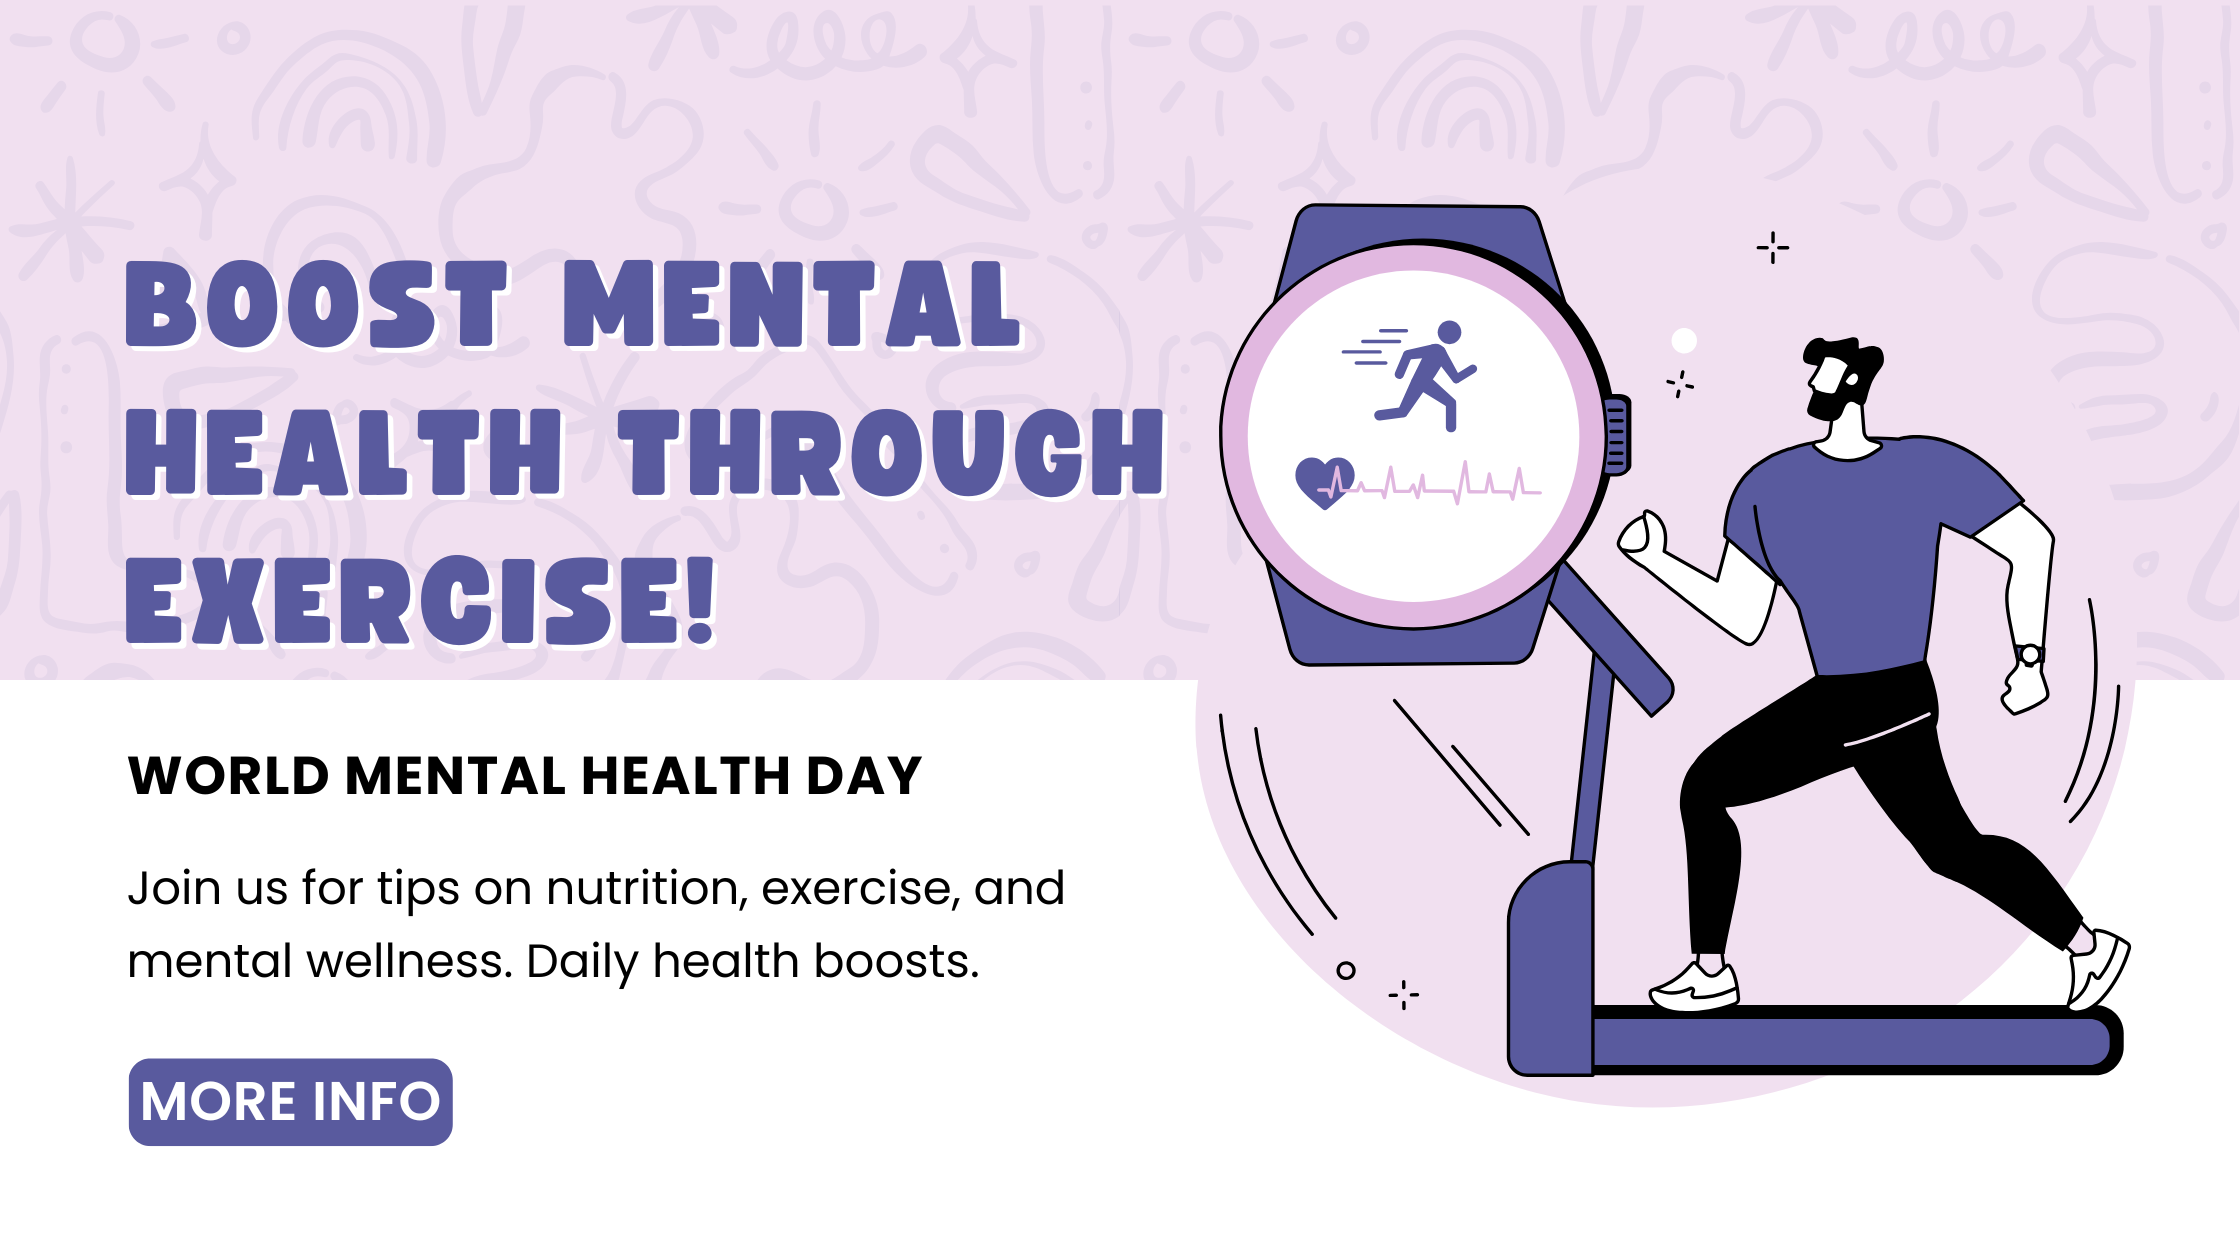 BOOST MENTAL
HEALTH THROUGH
EXERCISE!
WORLD MENTAL HEALTH DAY
Join us for tips on nutrition, exercise, and
mental wellness. Daily health boosts.
MORE INFO